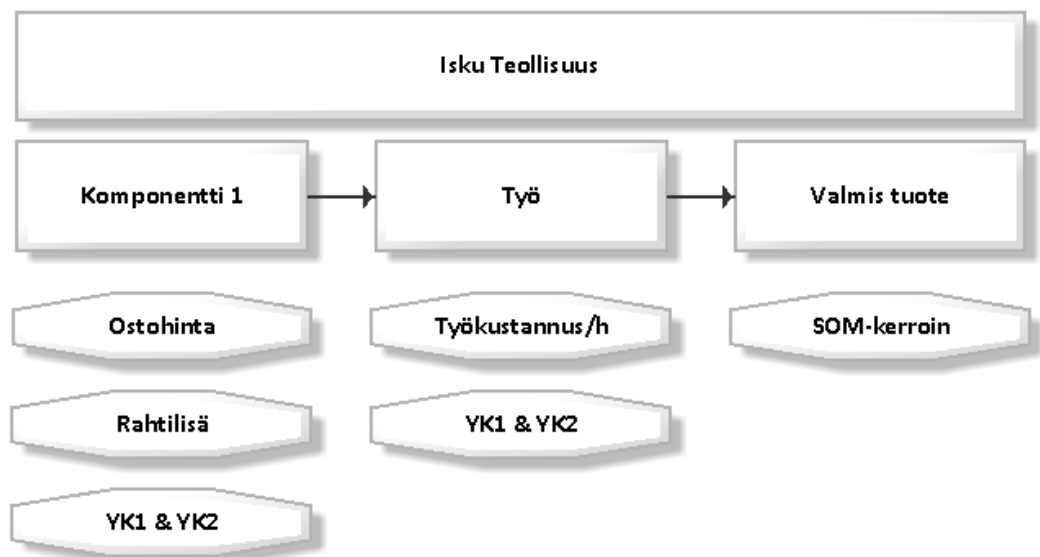 Isku Teollisuus
Komponentti 1
Työ
Valmis tuote
Ostohinta
Työkustannus/h
SOM-kerroin
Rahtilisä
YK1 & YK2
YK1 & YK2